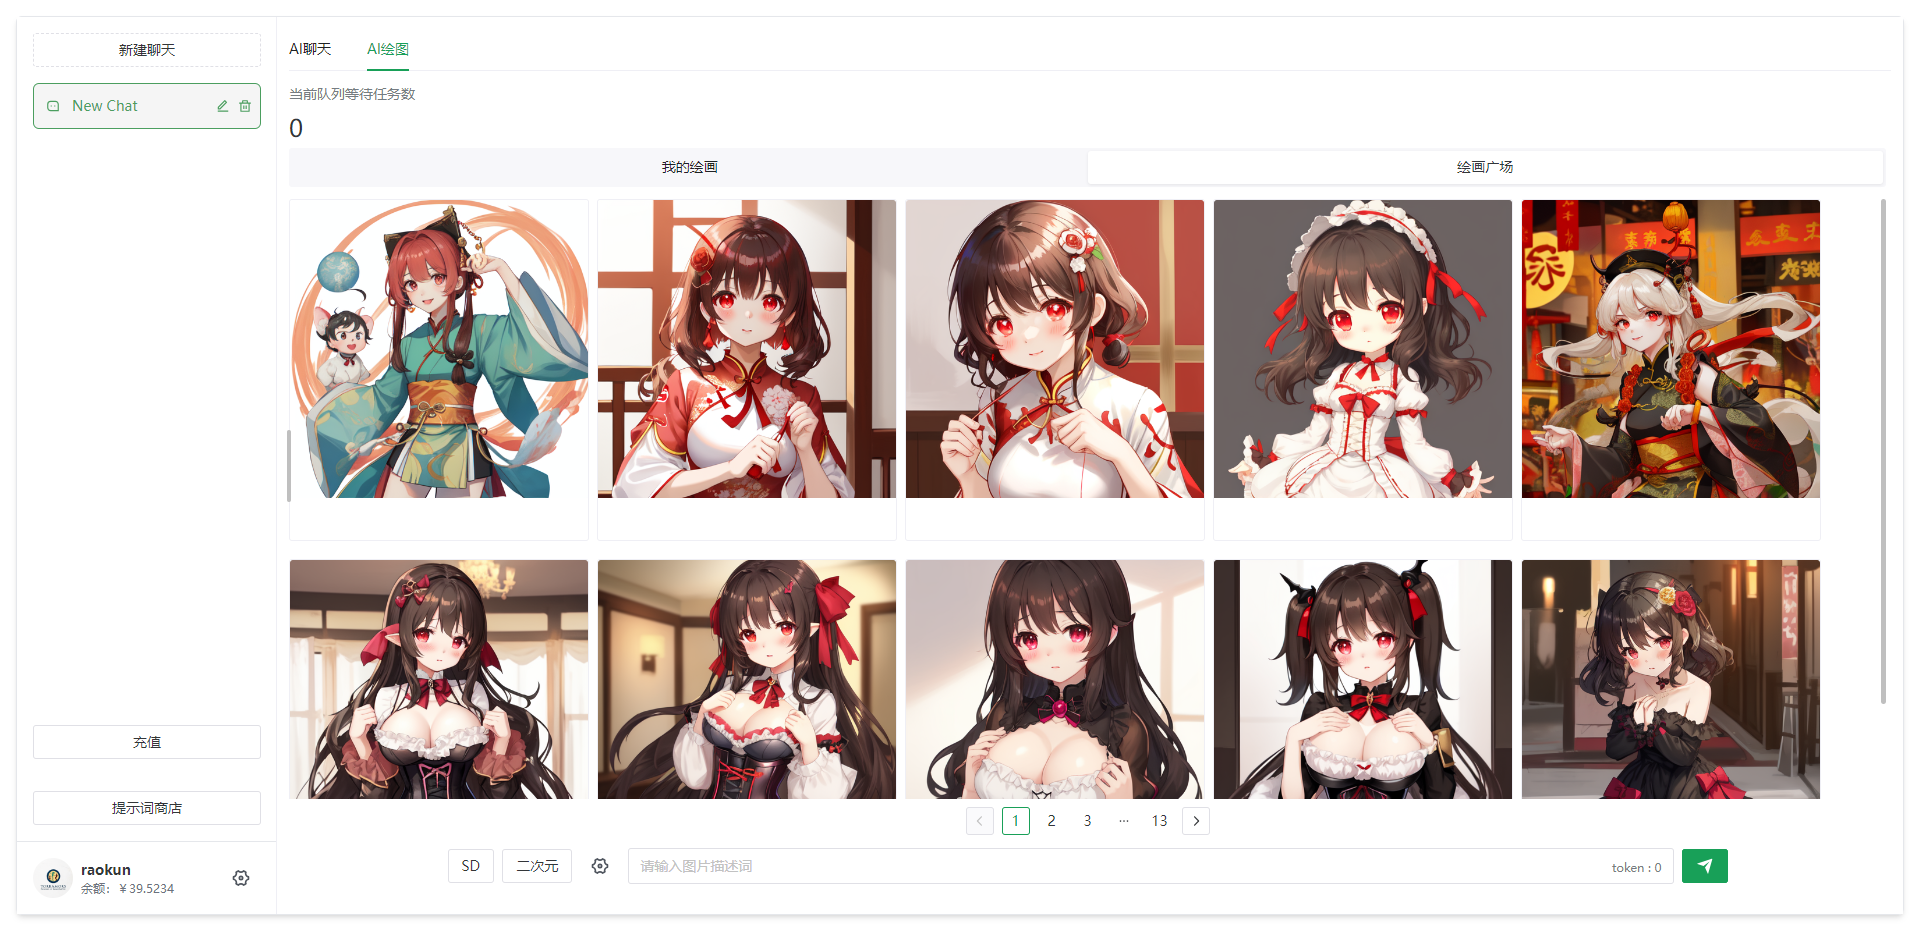 新建聊天
New Chat
充值
提示词商店
raokun
余额: ￥39.5234
AI聊天
AI绘图
当前队列等待任务数
0
我的绘画
绘画广场
1
2
3
···
13
SD
二次元
请输入图片描述词
token : 0